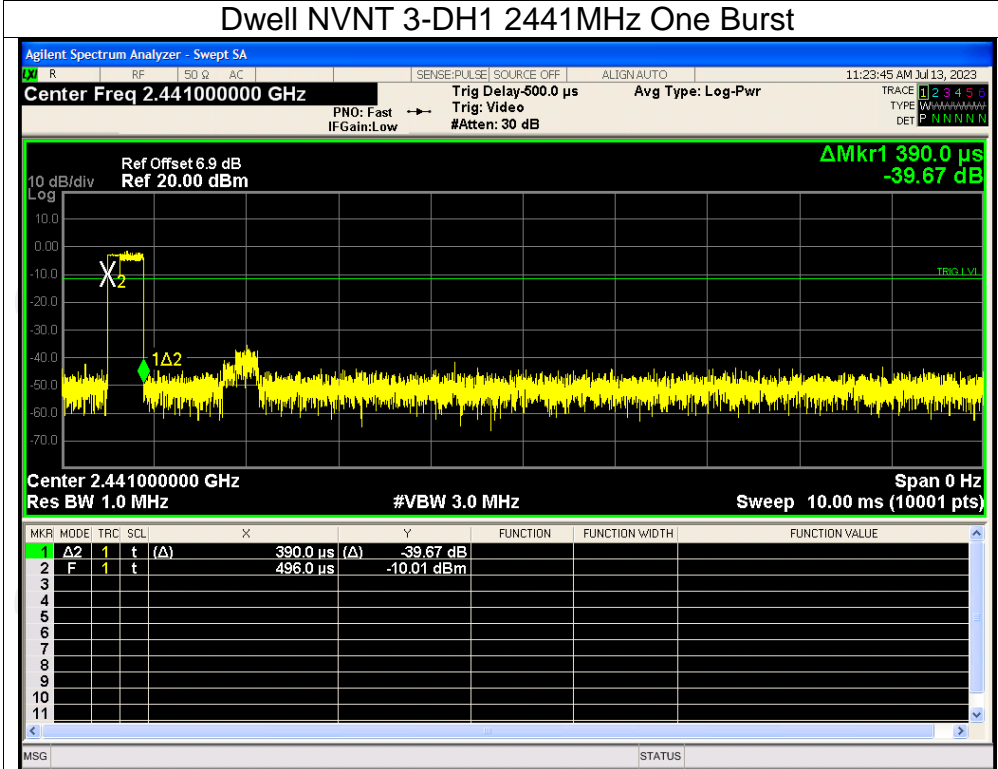 Dwell NVNT 3-DH1 2441MHz One Burst
Agilent Spectrum Analyzer - Swept SA
LXI R RF 50 Ω AC SENSE:PULSE SOURCE OFF ALIGN AUTO 11:23:45 AM Jul 13, 2023
Center Freq 2.441000000 GHz
PNO: Fast
IFGain:Low
Trig Delay-500.0 µs
Trig: Video
#Atten: 30 dB
Avg Type: Log-Pwr
TRACE 1 2 3 4 5 6
TYPE W
DET P N N N N N
ΔMkr1 390.0 µs
-39.67 dB
Ref Offset 6.9 dB
10 dB/div Ref 20.00 dBm
Log
10.0
0.00
-10.0
-20.0
-30.0
-40.0
-50.0
-60.0
-70.0
TRIG LVL
2
1Δ2
Center 2.441000000 GHz Span 0 Hz
Res BW 1.0 MHz #VBW 3.0 MHz Sweep 10.00 ms (10001 pts)
MKR MODE TRC SCL X Y FUNCTION FUNCTION WIDTH FUNCTION VALUE
1 Δ2 1 t (Δ) 390.0 µs (Δ) -39.67 dB
2 F 1 t 496.0 µs -10.01 dBm
3
4
5
6
7
8
9
10
11
MSG STATUS